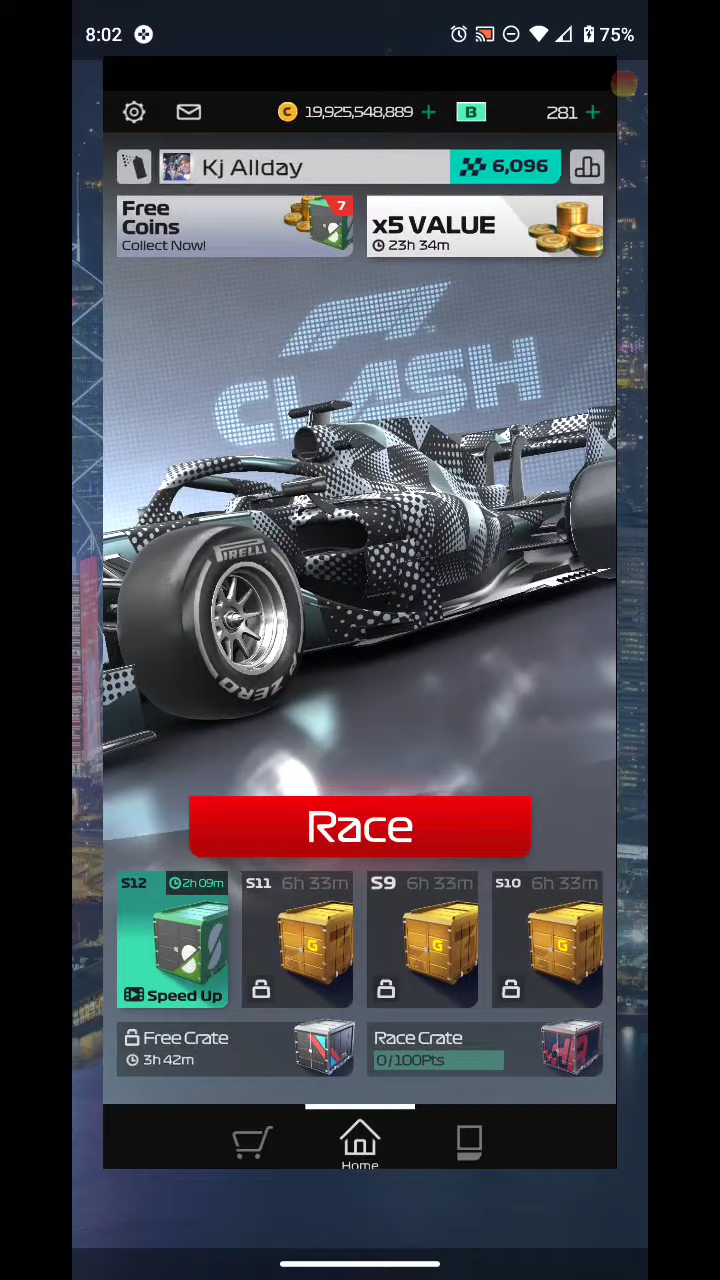 8:02
75%
C 19,925,548,889 + B 281 +
Kj Allday 6,096
Free
Coins
Collect Now!
7
x5 VALUE
23h 34m
F1
CLASH
PIRELLI
P ZERO
Race
S12 2h 09m
Speed Up
S11 6h 33m
G
S9 6h 33m
G
S10 6h 33m
G
Free Crate
3h 42m
Race Crate
0/100Pts
Home